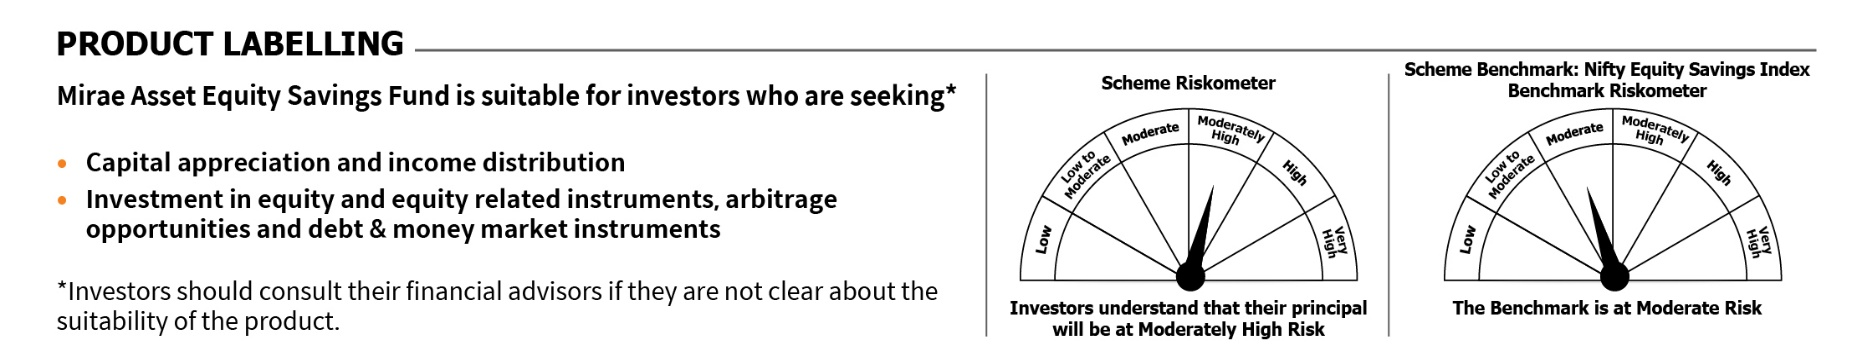 PRODUCT LABELLING
Mirae Asset Equity Savings Fund is suitable for investors who are seeking*
• Capital appreciation and income distribution
• Investment in equity and equity related instruments, arbitrage
opportunities and debt & money market instruments
*Investors should consult their financial advisors if they are not clear about the
suitability of the product.
Scheme Riskometer
Low
Low to
Moderate
Moderate
Moderately
High
High
Very
High
Investors understand that their principal
will be at Moderately High Risk
Scheme Benchmark: Nifty Equity Savings Index
Benchmark Riskometer
Low
Low to
Moderate
Moderate
Moderately
High
High
Very
High
The Benchmark is at Moderate Risk